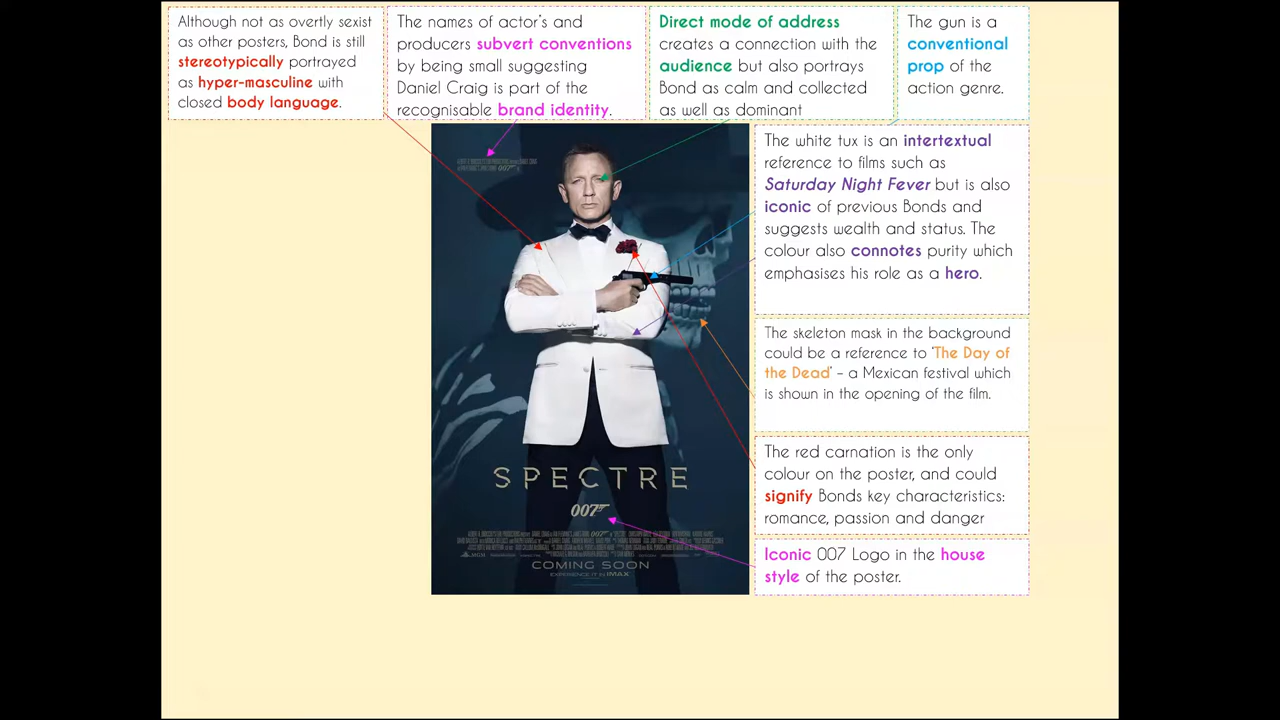 Although not as overtly sexist
as other posters, Bond is still
stereotypically portrayed
as hyper-masculine with
closed body language.
The names of actor's and
producers subvert conventions
by being small suggesting
Daniel Craig is part of the
recognisable brand identity.
Direct mode of address
creates a connection with the
audience but also portrays
Bond as calm and collected
as well as dominant
The gun is a
conventional
prop of the
action genre.
The white tux is an intertextual
reference to films such as
Saturday Night Fever but is also
iconic of previous Bonds and
suggests wealth and status. The
colour also connotes purity which
emphasises his role as a hero.
The skeleton mask in the background
could be a reference to 'The Day of
the Dead' – a Mexican festival which
is shown in the opening of the film.
The red carnation is the only
colour on the poster, and could
signify Bonds key characteristics:
romance, passion and danger
Iconic 007 Logo in the house
style of the poster.
007
SPECTRE
007
MGM
COMING SOON
EXPERIENCE IT IN IMAX